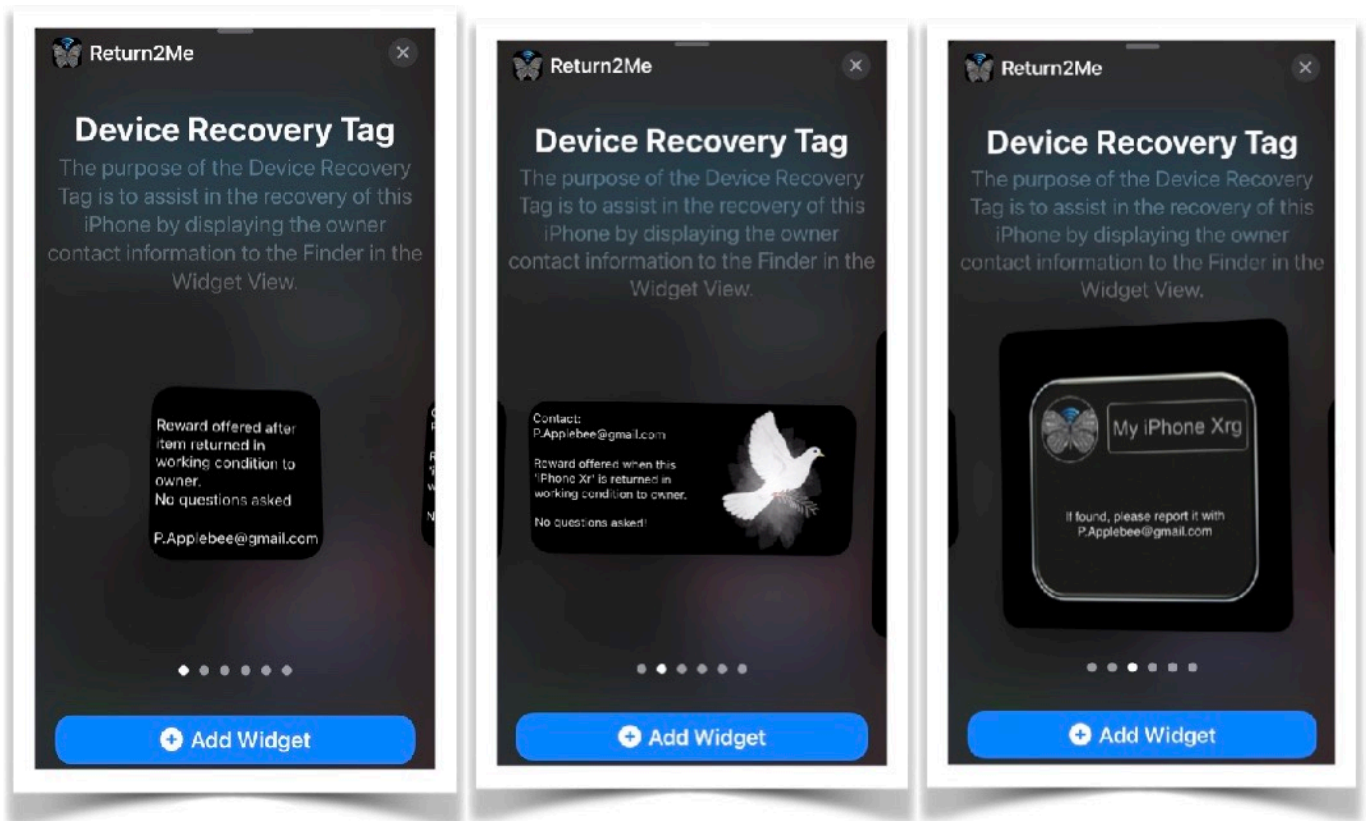 Return2Me
Device Recovery Tag
The purpose of the Device Recovery
Tag is to assist in the recovery of this
iPhone by displaying the owner
contact information to the Finder in the
Widget View.
Reward offered after
item returned in
working condition to
owner.
No questions asked
P.Applebee@gmail.com
Add Widget
Return2Me
Device Recovery Tag
The purpose of the Device Recovery
Tag is to assist in the recovery of this
iPhone by displaying the owner
contact information to the Finder in the
Widget View.
Contact:
P.Applebee@gmail.com
Reward offered when this
'iPhone Xr' is returned in
working condition to owner.
No questions asked!
Add Widget
Return2Me
Device Recovery Tag
The purpose of the Device Recovery
Tag is to assist in the recovery of this
iPhone by displaying the owner
contact information to the Finder in the
Widget View.
My iPhone Xrg
If found, please report it with
P.Applebee@gmail.com
Add Widget